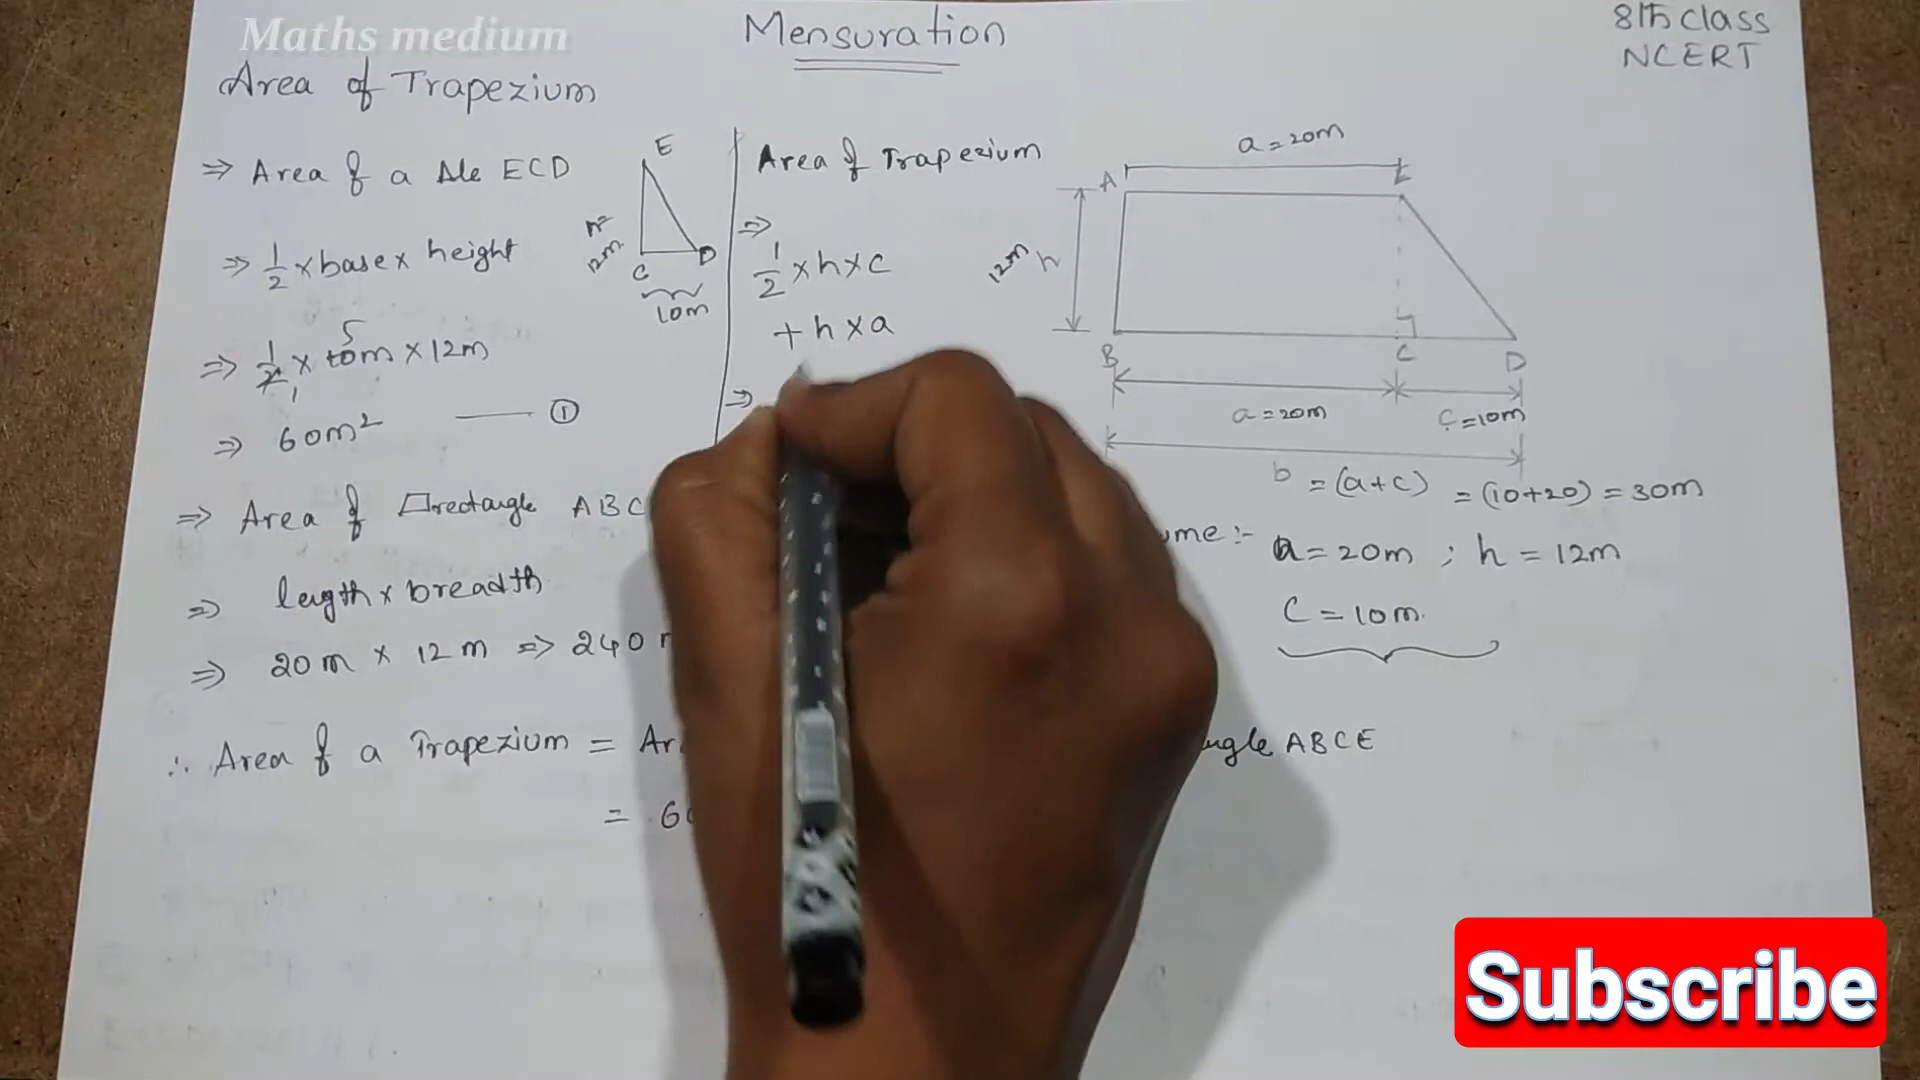 Maths medium
Mensuration
8th class
NCERT
Area of Trapezium
⇒ Area of a Δle ECD
⇒ 1/2 × base × height
5
⇒ 1/2 × 10m × 12m
1
⇒ 60m² —— ①
E
12m
C D
10m
⇒ Area of ▭rectangle ABC
⇒ length × breadth
⇒ 20m × 12m ⇒ 240
∴ Area of a Trapezium = Ar
ngle ABCE
= 6
Area of Trapezium
⇒
1/2 × h × c
+ h × a
⇒
a = 20m
A E
12m h
B C D
a = 20m c = 10m
b = (a+c) = (10+20) = 30m
ume :- a = 20m ; h = 12m
c = 10m.
Subscribe